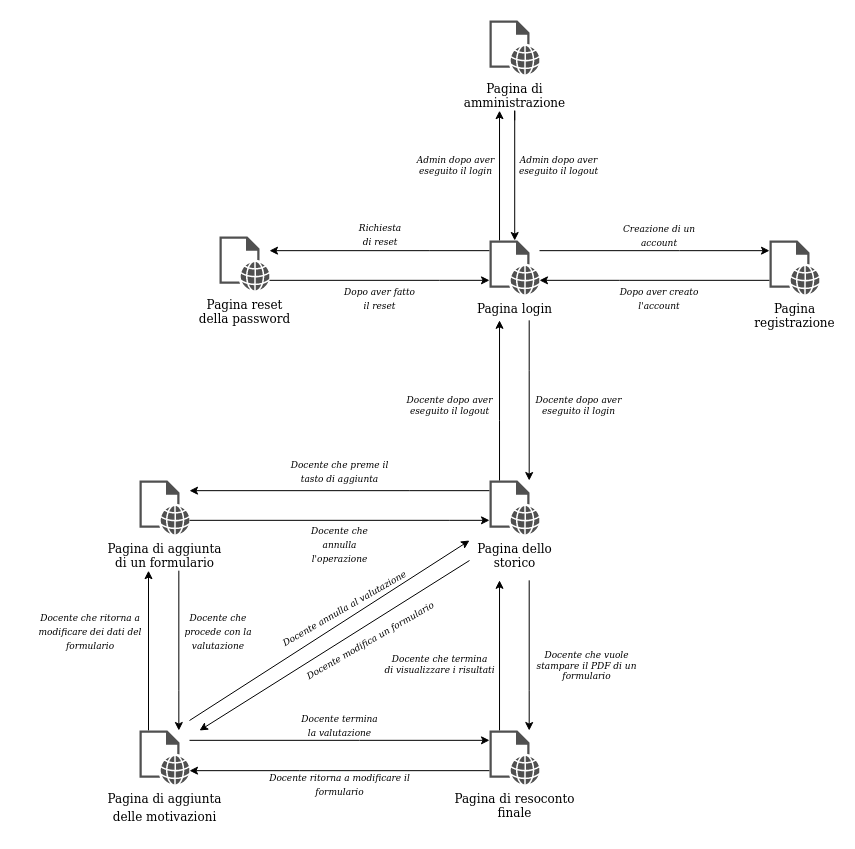 Pagina di
amministrazione
Admin dopo aver
eseguito il login
Admin dopo aver
eseguito il logout
Richiesta
di reset
Creazione di un
account
Dopo aver fatto
il reset
Dopo aver creato
l'account
Pagina reset
della password
Pagina login
Pagina
registrazione
Docente dopo aver
eseguito il logout
Docente dopo aver
eseguito il login
Docente che preme il
tasto di aggiunta
Docente che
annulla
l'operazione
Pagina di aggiunta
di un formulario
Pagina dello
storico
Docente annulla al valutazione
Docente modifica un formulario
Docente che ritorna a
modificare dei dati del
formulario
Docente che
procede con la
valutazione
Docente che termina
di visualizzare i risultati
Docente che vuole
stampare il PDF di un
formulario
Docente termina
la valutazione
Docente ritorna a modificare il
formulario
Pagina di aggiunta
delle motivazioni
Pagina di resoconto
finale